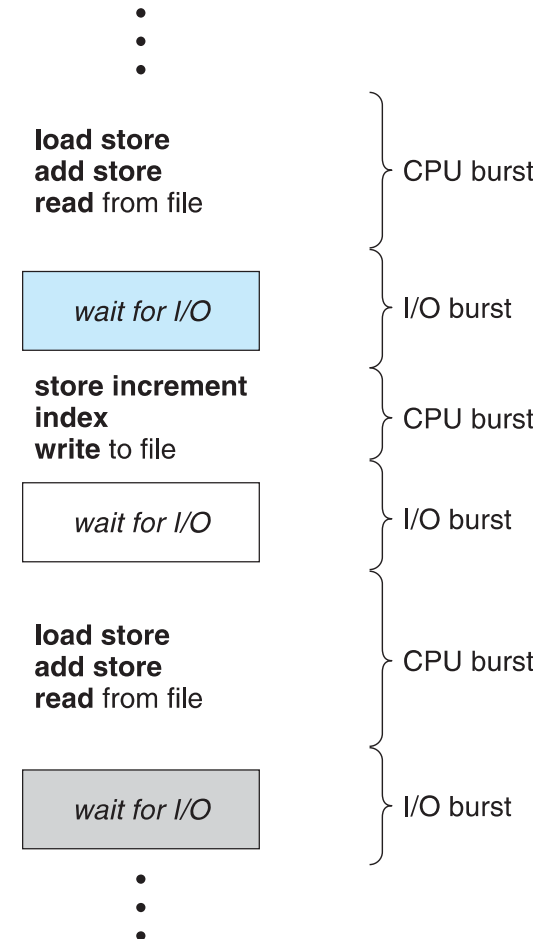 load store
add store
read from file
CPU burst
wait for I/O
I/O burst
store increment
index
write to file
CPU burst
wait for I/O
I/O burst
load store
add store
read from file
CPU burst
wait for I/O
I/O burst